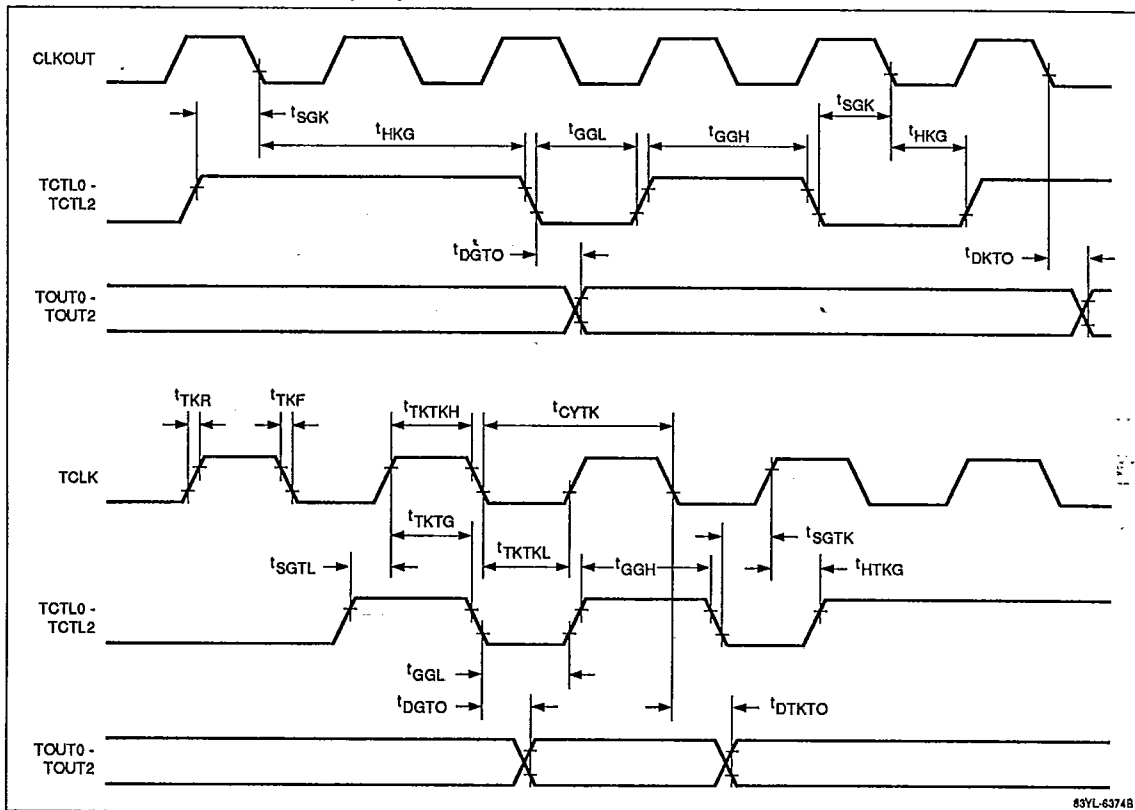 CLKOUT
tSGK
tSGK
tHKG
tGGL
tGGH
tHKG
TCTL0 -
TCTL2
tDGTO
tDKTO
TOUT0 -
TOUT2
tTKR
tTKF
tTKTKH
tCYTK
TCLK
tTKTG
tTKTKL
tSGTK
tSGTL
tGGH
tHTKG
TCTL0 -
TCTL2
tGGL
tDGTO
tDTKTO
TOUT0 -
TOUT2
83YL-6374B